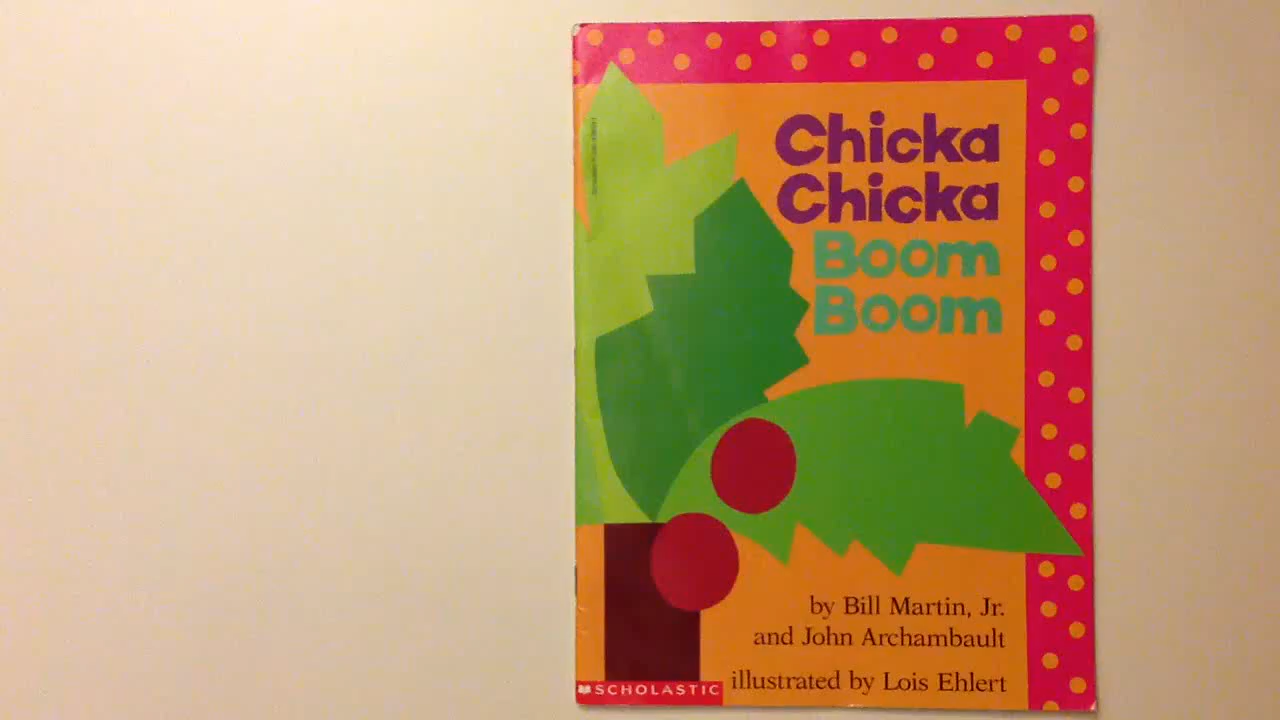 Chicka
Chicka
Boom
Boom
by Bill Martin, Jr.
and John Archambault
illustrated by Lois Ehlert
SCHOLASTIC